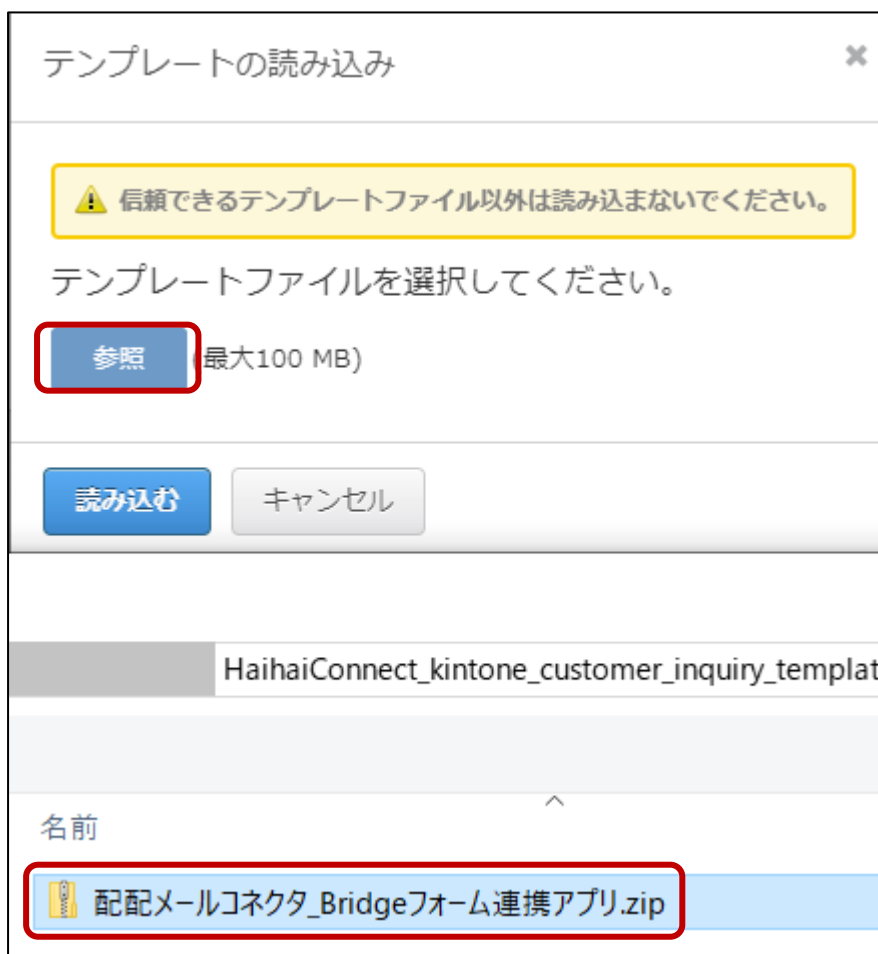 テンプレートの読み込み
信頼できるテンプレートファイル以外は読み込まないでください。
テンプレートファイルを選択してください。
参照 (最大100 MB)
読み込む キャンセル
HaihaiConnect_kintone_customer_inquiry_templat
名前
配配メールコネクタ_Bridgeフォーム連携アプリ.zip